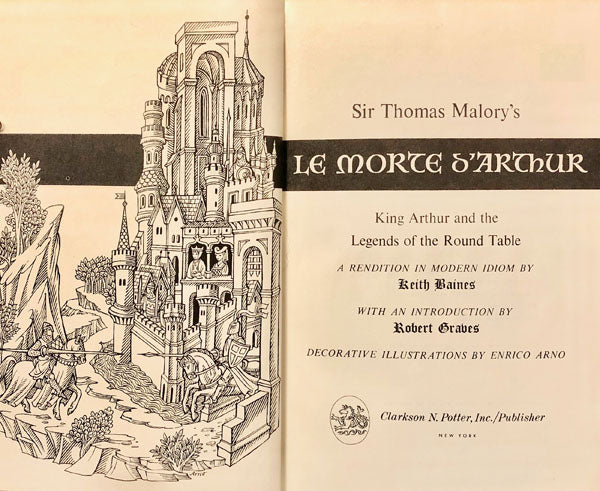 Sir Thomas Malory's
LE MORTE D'ARTHUR
King Arthur and the
Legends of the Round Table
A RENDITION IN MODERN IDIOM BY
Keith Baines
WITH AN INTRODUCTION BY
Robert Graves
DECORATIVE ILLUSTRATIONS BY ENRICO ARNO
Clarkson N. Potter, Inc./Publisher
NEW YORK
Arno